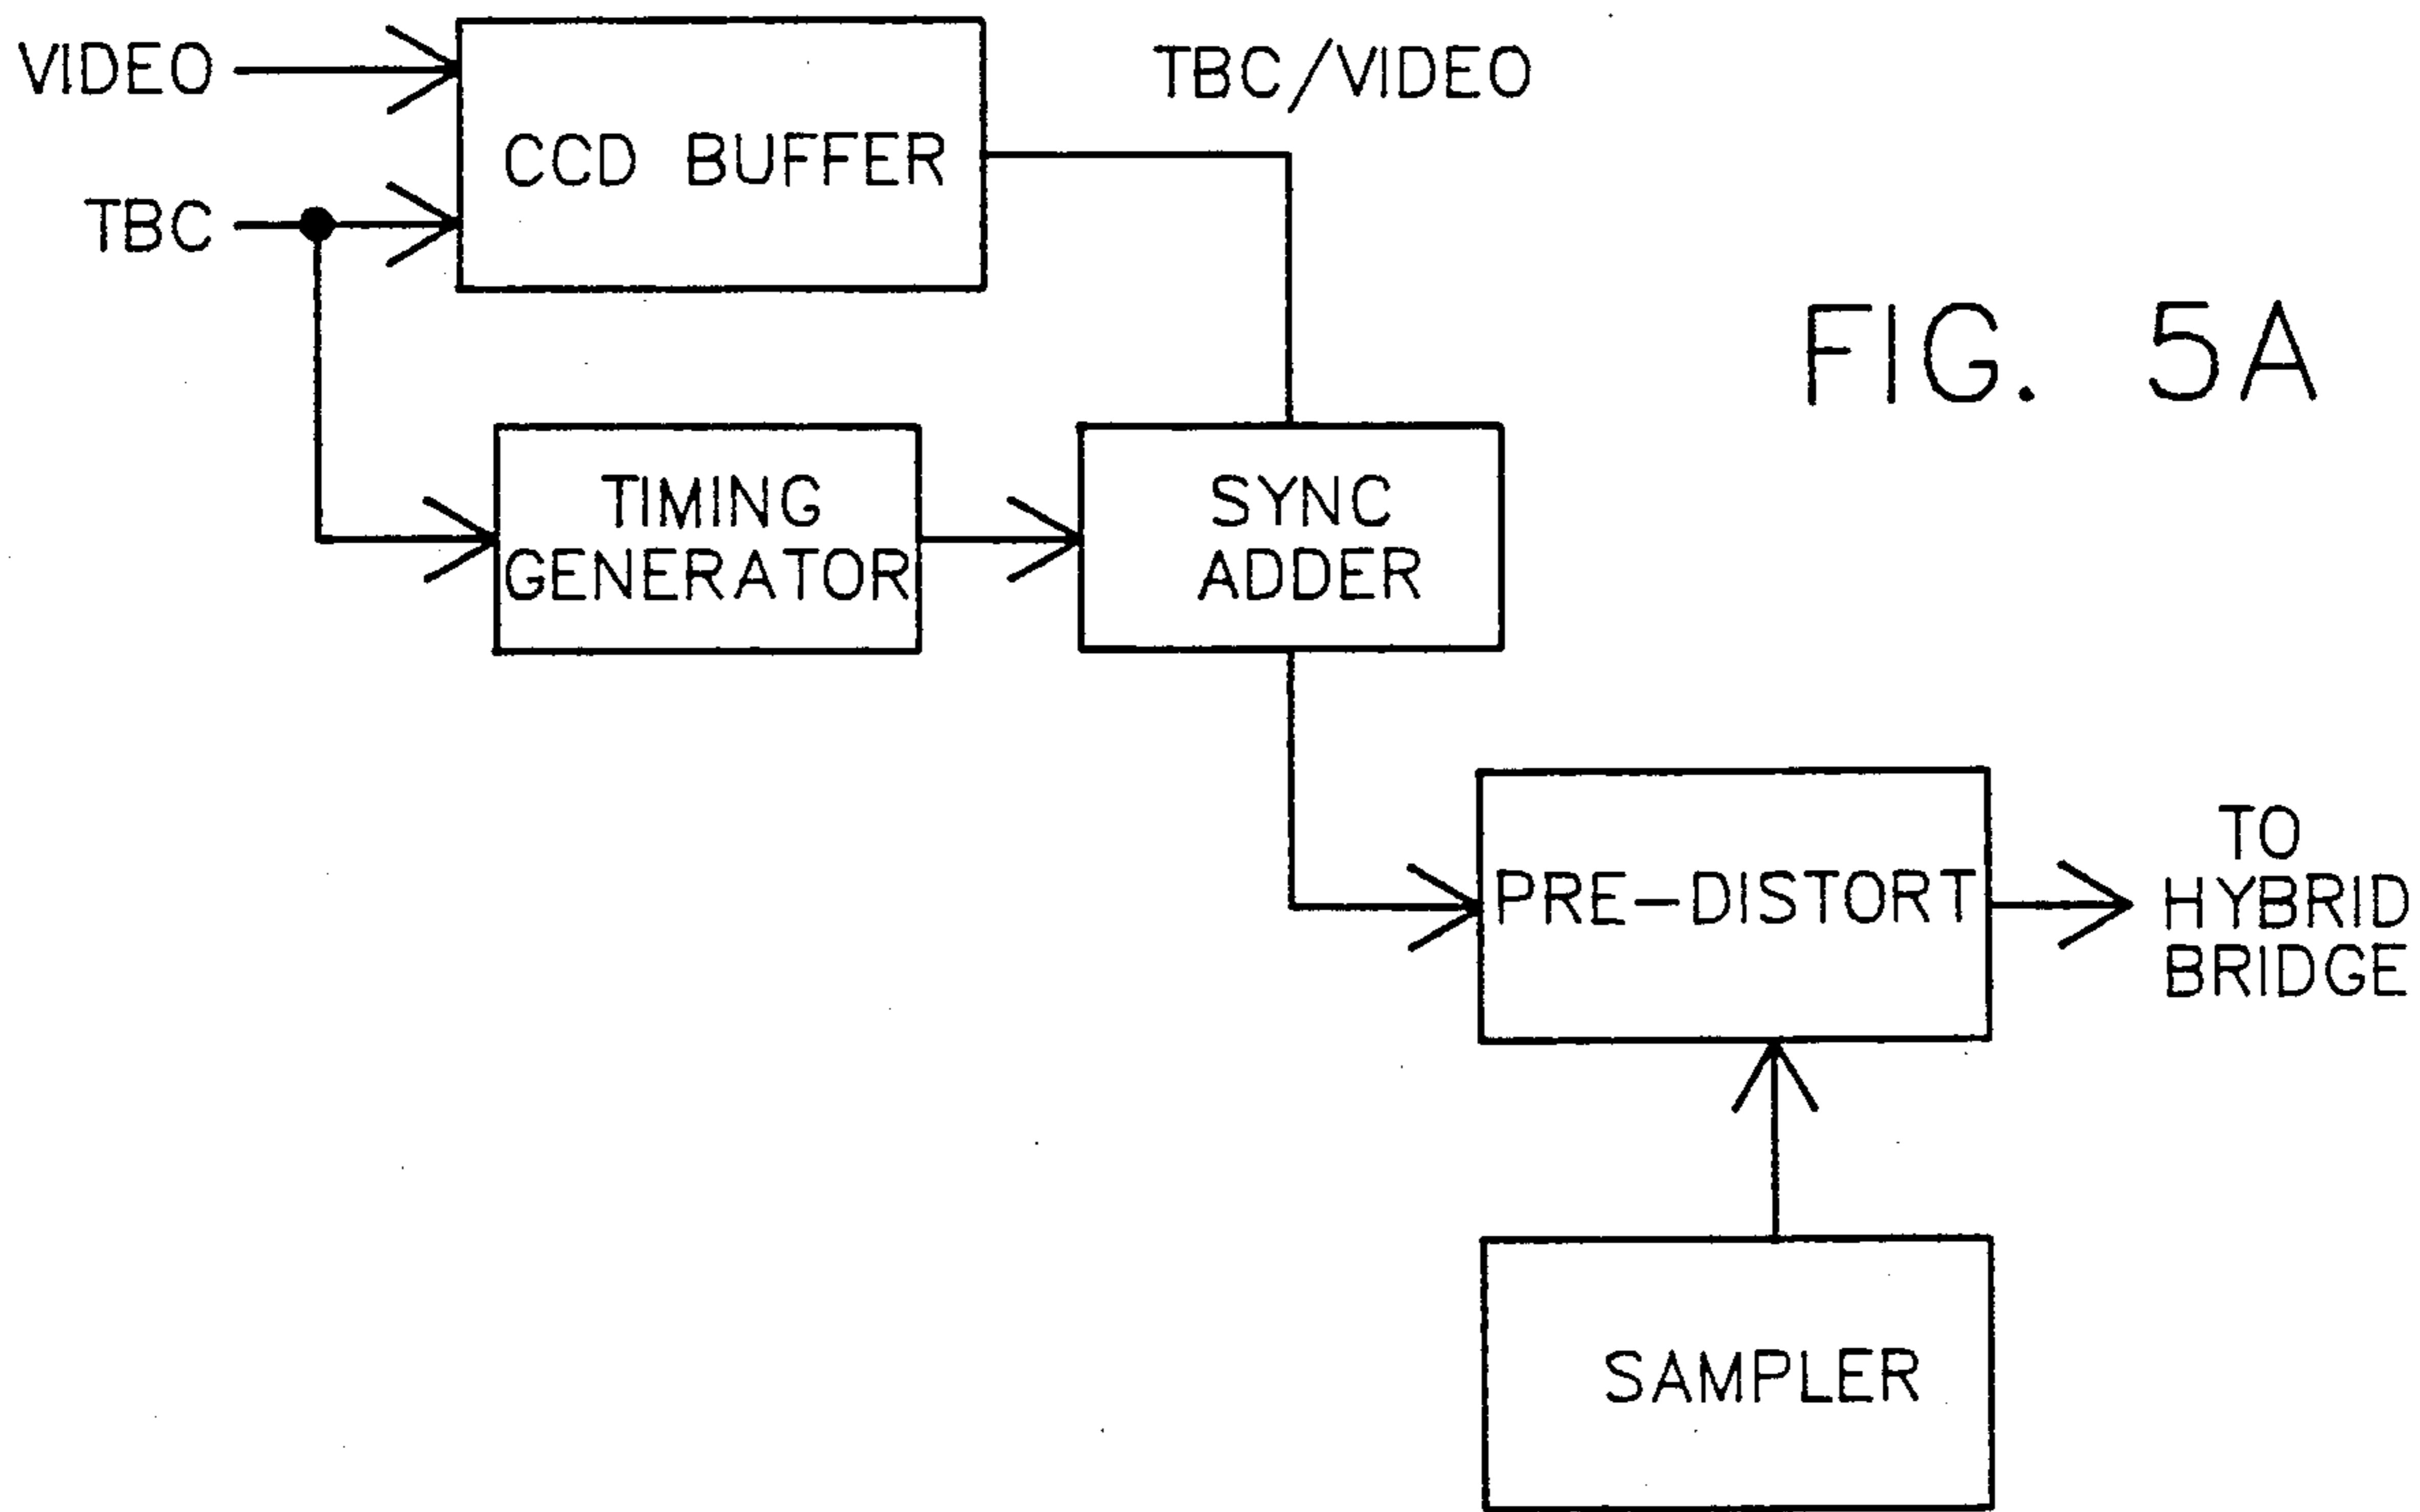 VIDEO
TBC/VIDEO
CCD BUFFER
TBC
FIG. 5A
TIMING
GENERATOR
SYNC
ADDER
PRE-DISTORT
TO
HYBRID
BRIDGE
SAMPLER